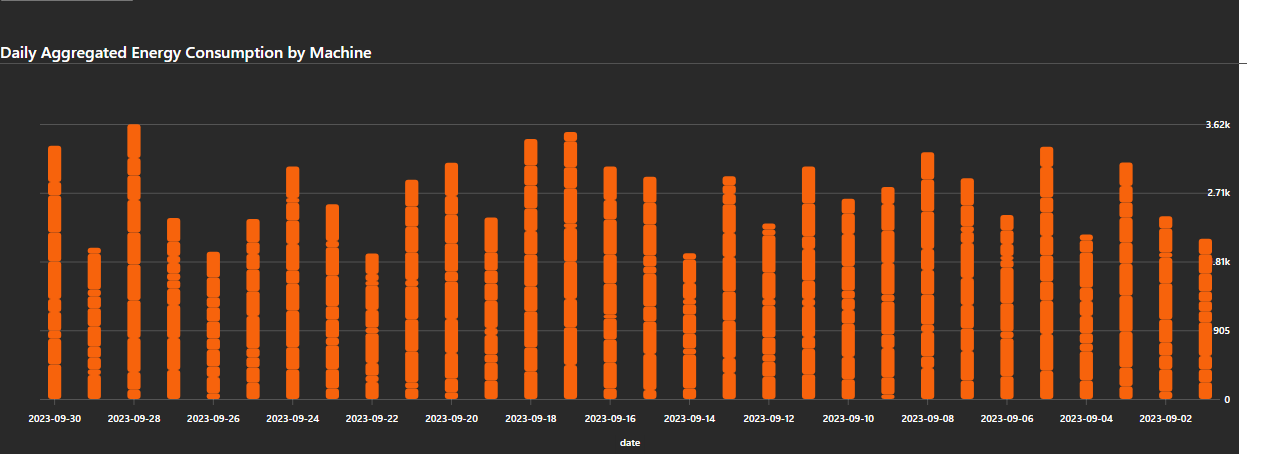 Daily Aggregated Energy Consumption by Machine
3.62k
2.71k
.81k
905
0
2023-09-30 2023-09-28 2023-09-26 2023-09-24 2023-09-22 2023-09-20 2023-09-18 2023-09-16 2023-09-14 2023-09-12 2023-09-10 2023-09-08 2023-09-06 2023-09-04 2023-09-02
date